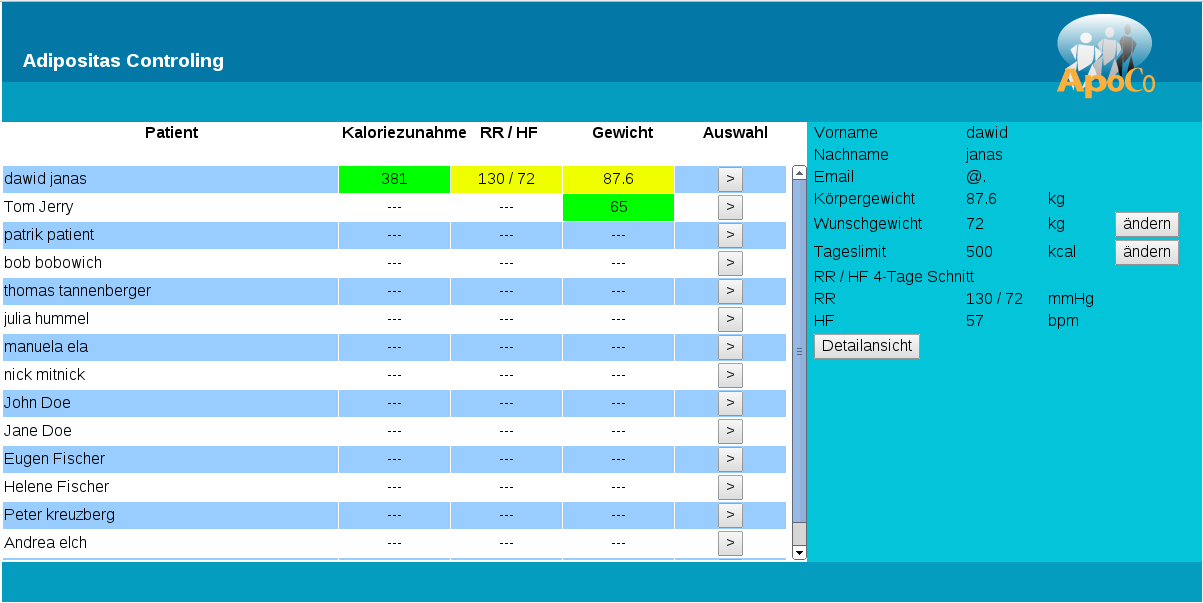 Adipositas Controling
ApoCo
Patient Kaloriezunahme RR / HF Gewicht Auswahl
dawid janas 381 130 / 72 87.6 >
Tom Jerry --- --- 65 >
patrik patient --- --- --- >
bob bobowich --- --- --- >
thomas tannenberger --- --- --- >
julia hummel --- --- --- >
manuela ela --- --- --- >
nick mitnick --- --- --- >
John Doe --- --- --- >
Jane Doe --- --- --- >
Eugen Fischer --- --- --- >
Helene Fischer --- --- --- >
Peter kreuzberg --- --- --- >
Andrea elch --- --- --- >
Vorname dawid
Nachname janas
Email @.
Körpergewicht 87.6 kg
Wunschgewicht 72 kg ändern
Tageslimit 500 kcal ändern
RR / HF 4-Tage Schnitt
RR 130 / 72 mmHg
HF 57 bpm
Detailansicht